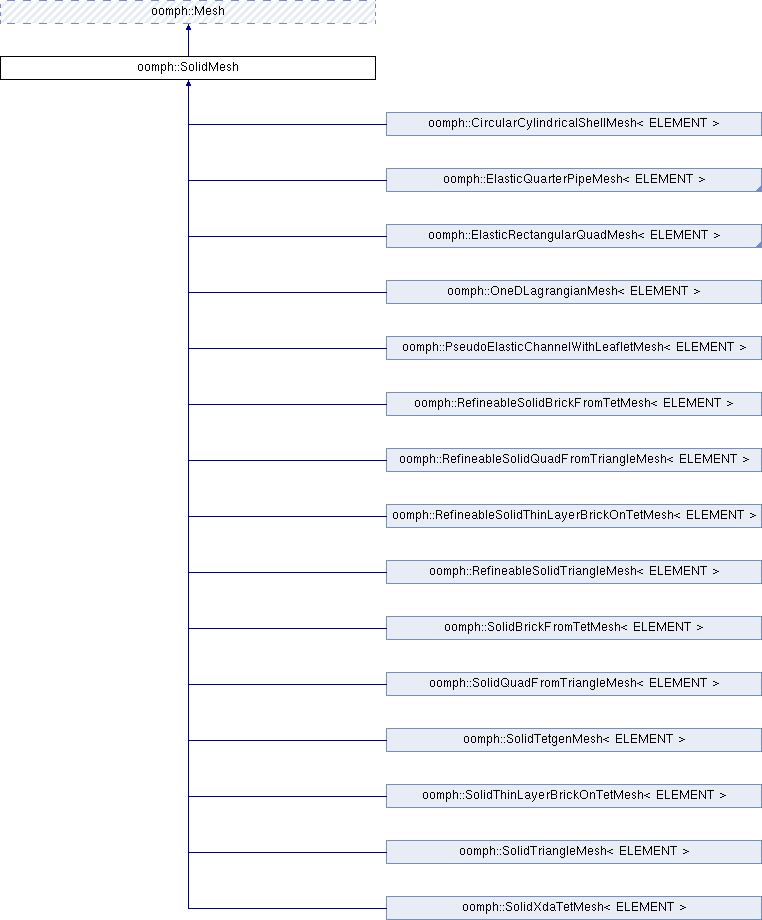 oomph::Mesh
oomph::SolidMesh
oomph::CircularCylindricalShellMesh< ELEMENT >
oomph::ElasticQuarterPipeMesh< ELEMENT >
oomph::ElasticRectangularQuadMesh< ELEMENT >
oomph::OneDLagrangianMesh< ELEMENT >
oomph::PseudoElasticChannelWithLeafletMesh< ELEMENT >
oomph::RefineableSolidBrickFromTetMesh< ELEMENT >
oomph::RefineableSolidQuadFromTriangleMesh< ELEMENT >
oomph::RefineableSolidThinLayerBrickOnTetMesh< ELEMENT >
oomph::RefineableSolidTriangleMesh< ELEMENT >
oomph::SolidBrickFromTetMesh< ELEMENT >
oomph::SolidQuadFromTriangleMesh< ELEMENT >
oomph::SolidTetgenMesh< ELEMENT >
oomph::SolidThinLayerBrickOnTetMesh< ELEMENT >
oomph::SolidTriangleMesh< ELEMENT >
oomph::SolidXdaTetMesh< ELEMENT >